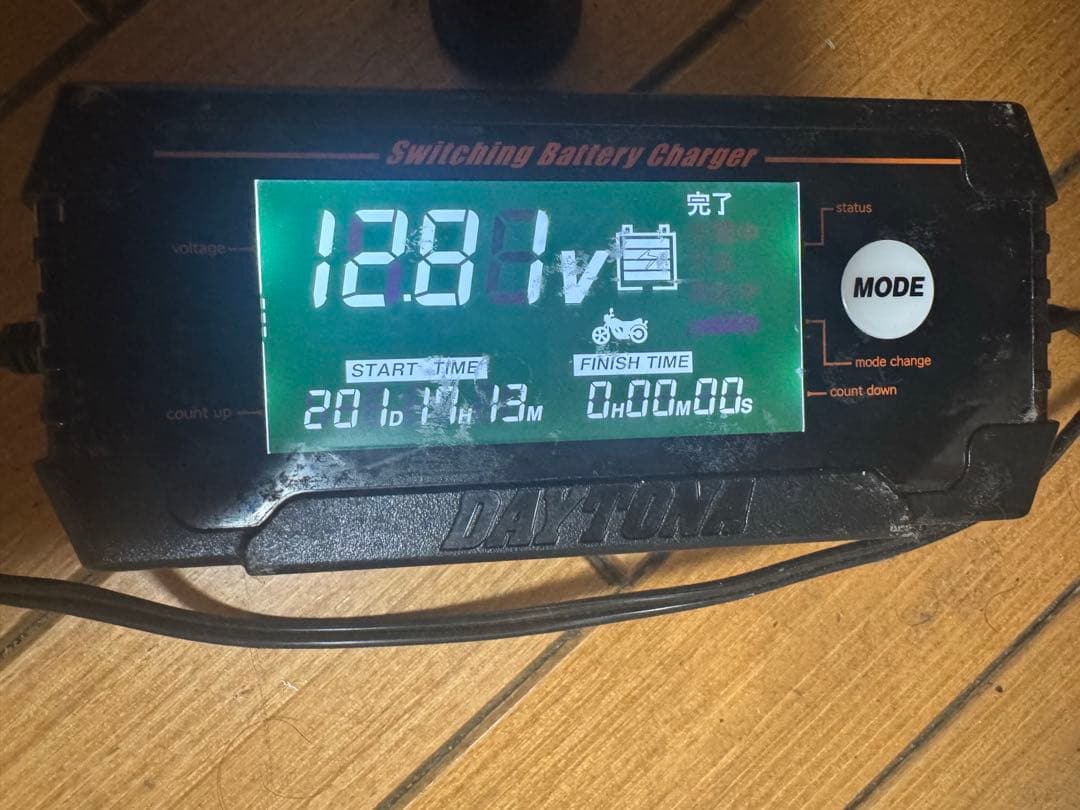 Switching Battery Charger
完了
status
voltage
12.81V
MODE
mode change
START TIME
FINISH TIME
count up
201D 17H 13M
0H00M00S
count down
DAYTONA